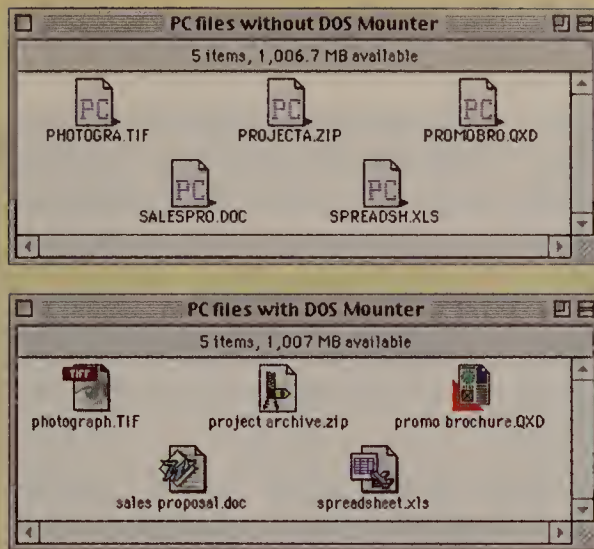 PC files without DOS Mounter
5 items, 1,006.7 MB available
PC PC PC
PHOTOGRA.TIF PROJECTA.ZIP PROMOBRO.QXD
PC PC
SALESPRO.DOC SPREADSH.XLS
PC files with DOS Mounter
5 items, 1,007 MB available
TIFF
photograph.TIF project archive.zip promo brochure.QXD
sales proposal.doc spreadsheet.xls